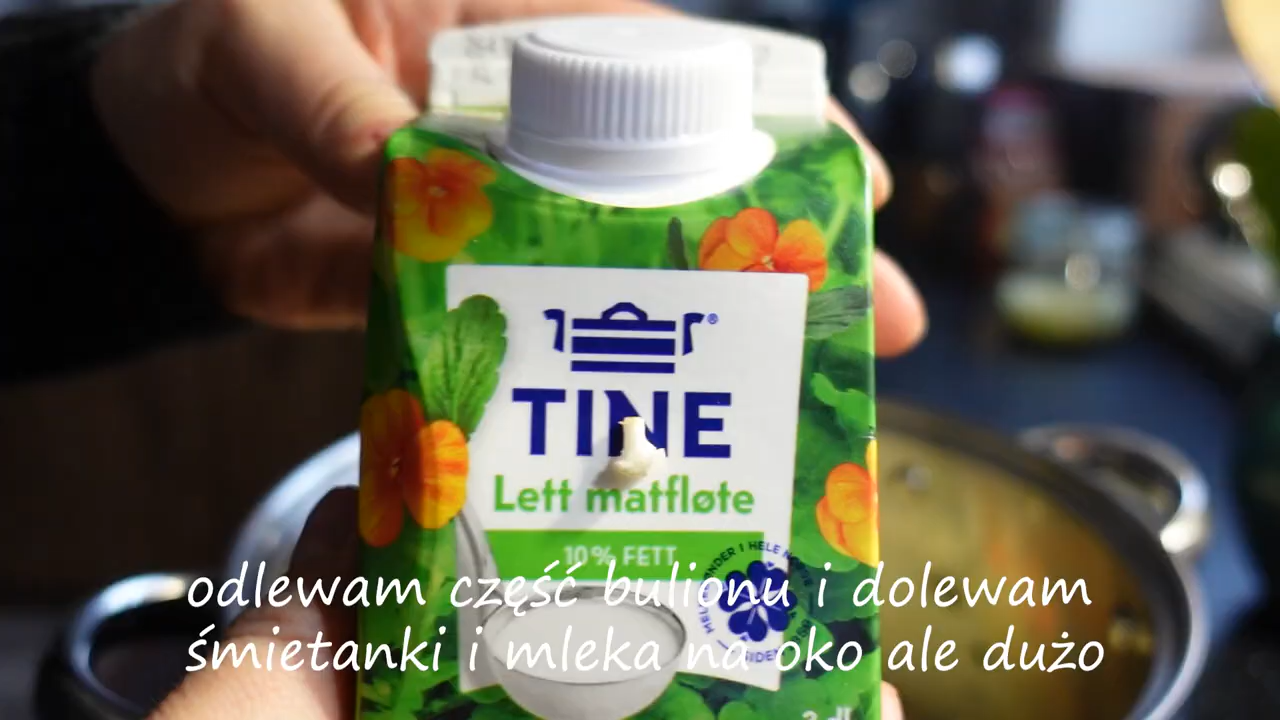 TINE
Lett matfløte
10% FETT
odlewam część bulionu i dolewam
śmietanki i mleka na oko ale dużo